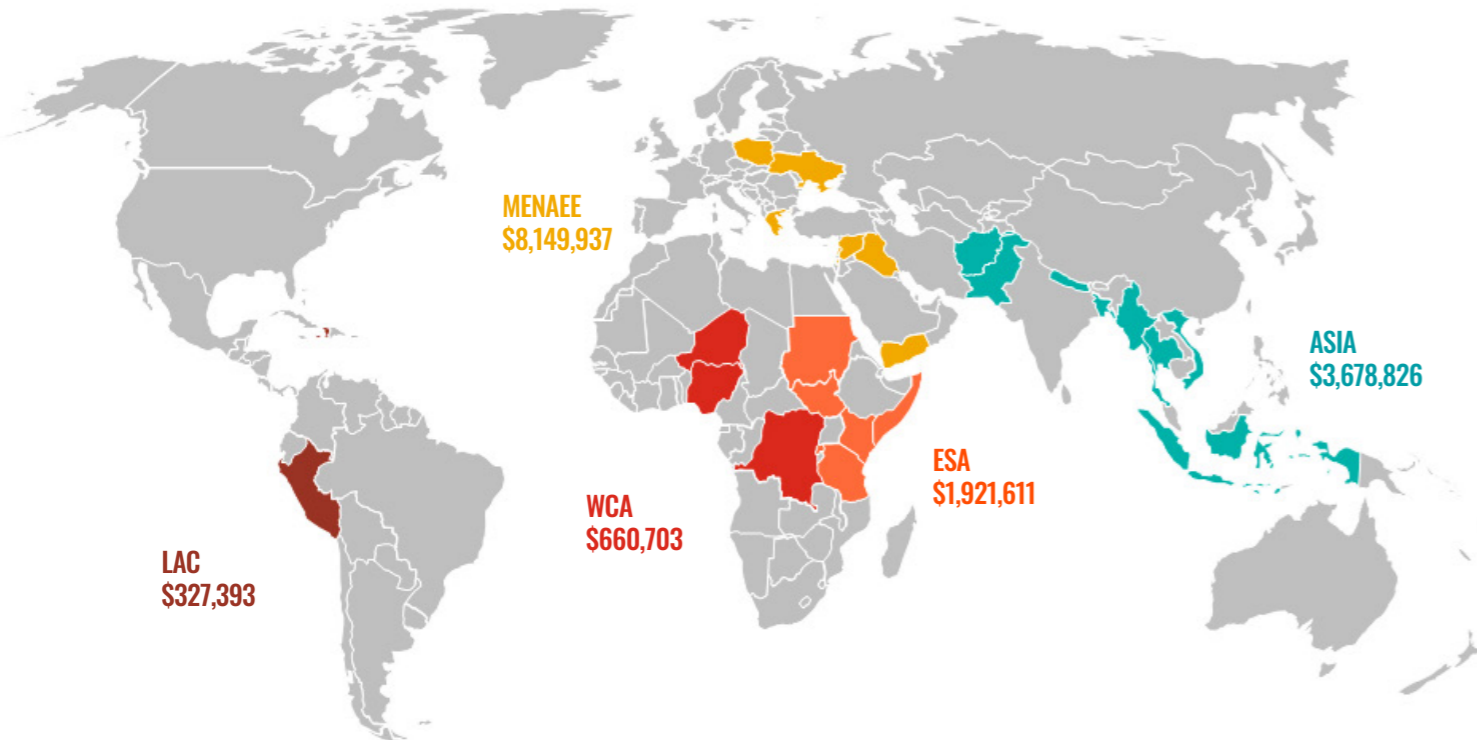 MENAEE
$8,149,937
ASIA
$3,678,826
ESA
$1,921,611
WCA
$660,703
LAC
$327,393